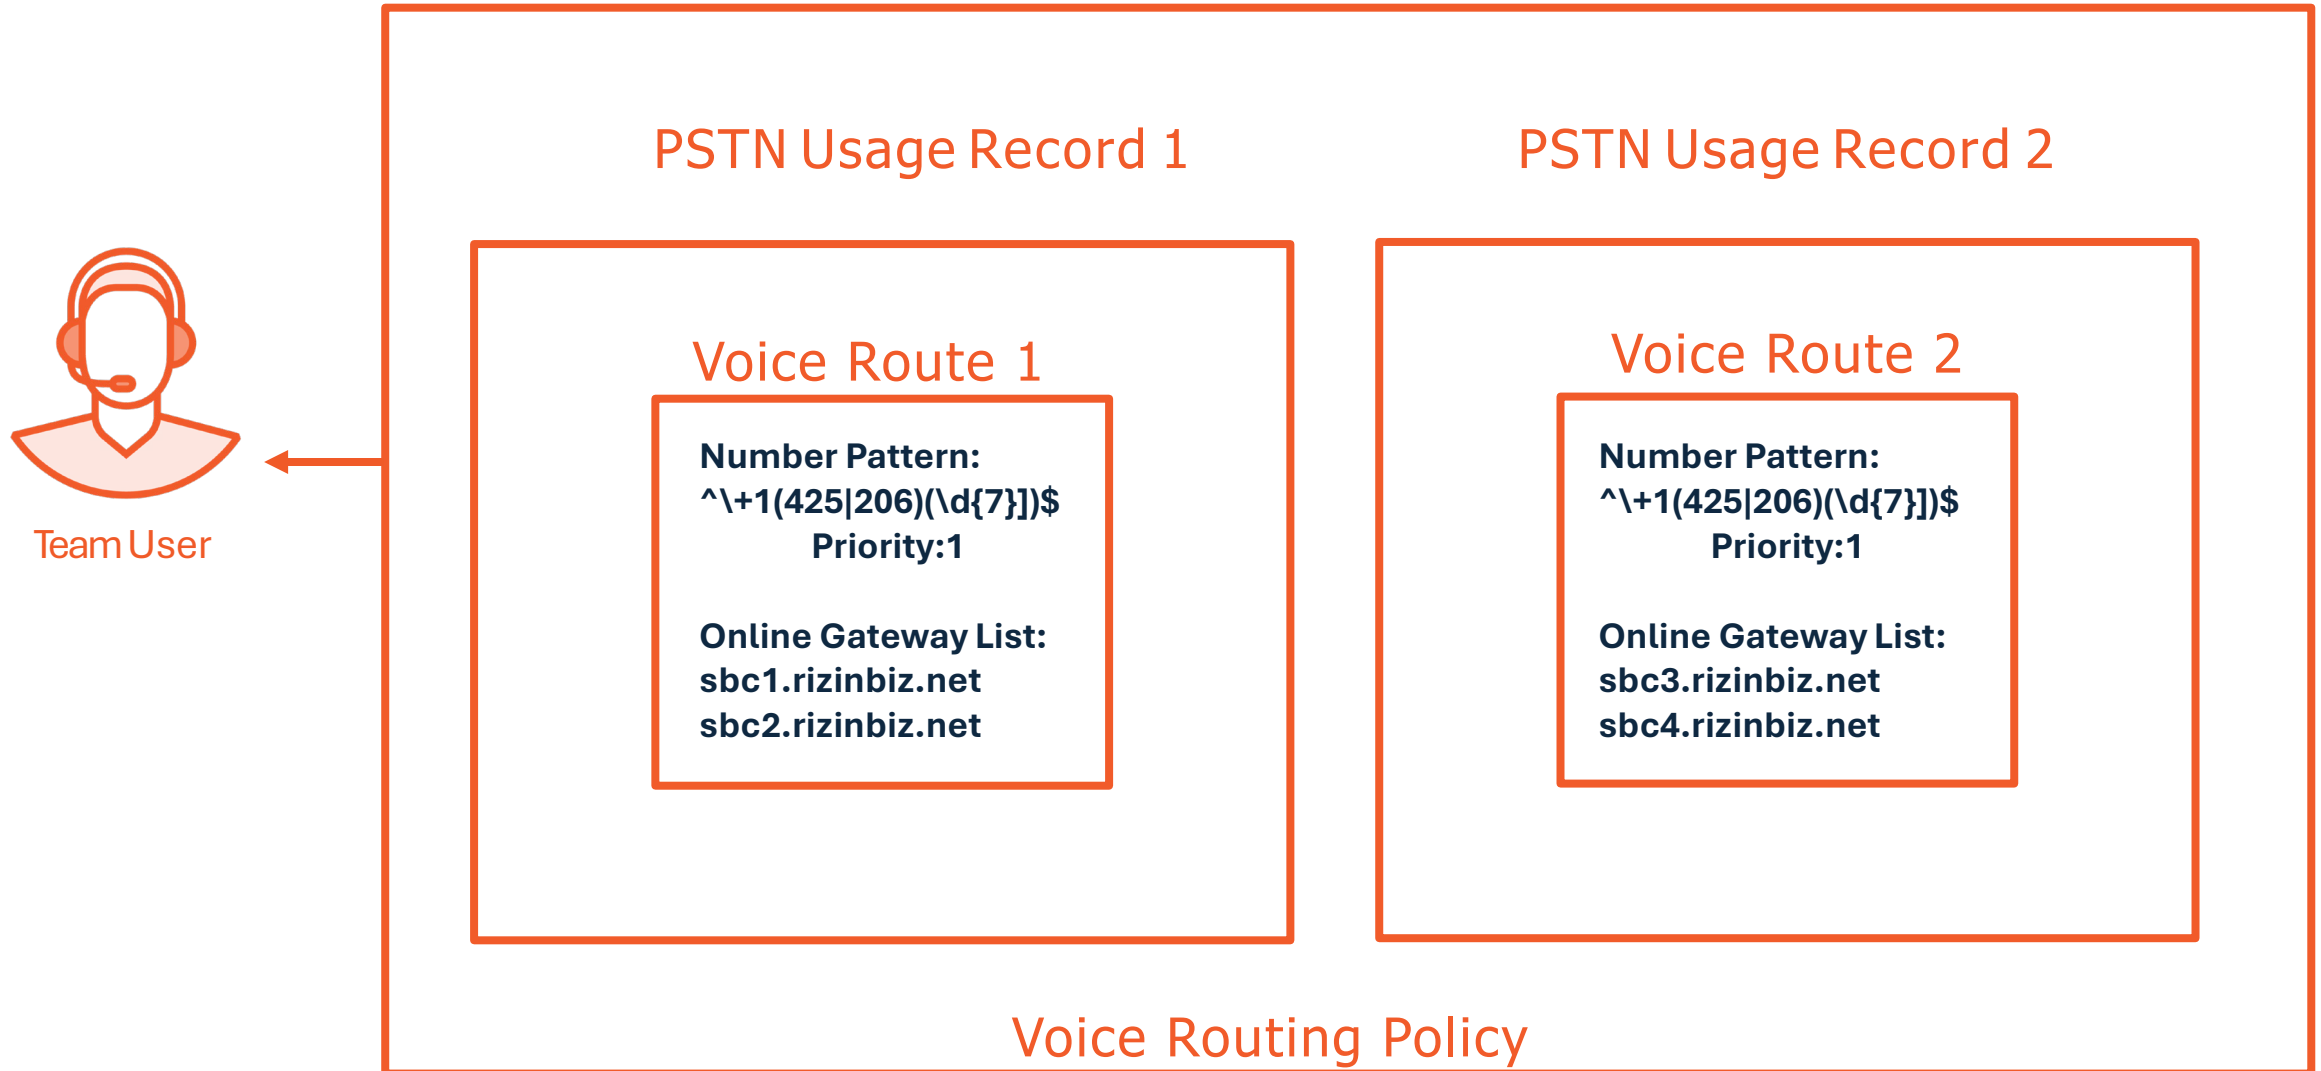 PSTN Usage Record 1
PSTN Usage Record 2
Voice Route 1
Number Pattern:
^\+1(425|206)(\d{7}])$
Priority:1
Online Gateway List:
sbc1.rizinbiz.net
sbc2.rizinbiz.net
Voice Route 2
Number Pattern:
^\+1(425|206)(\d{7}])$
Priority:1
Online Gateway List:
sbc3.rizinbiz.net
sbc4.rizinbiz.net
Team User
Voice Routing Policy